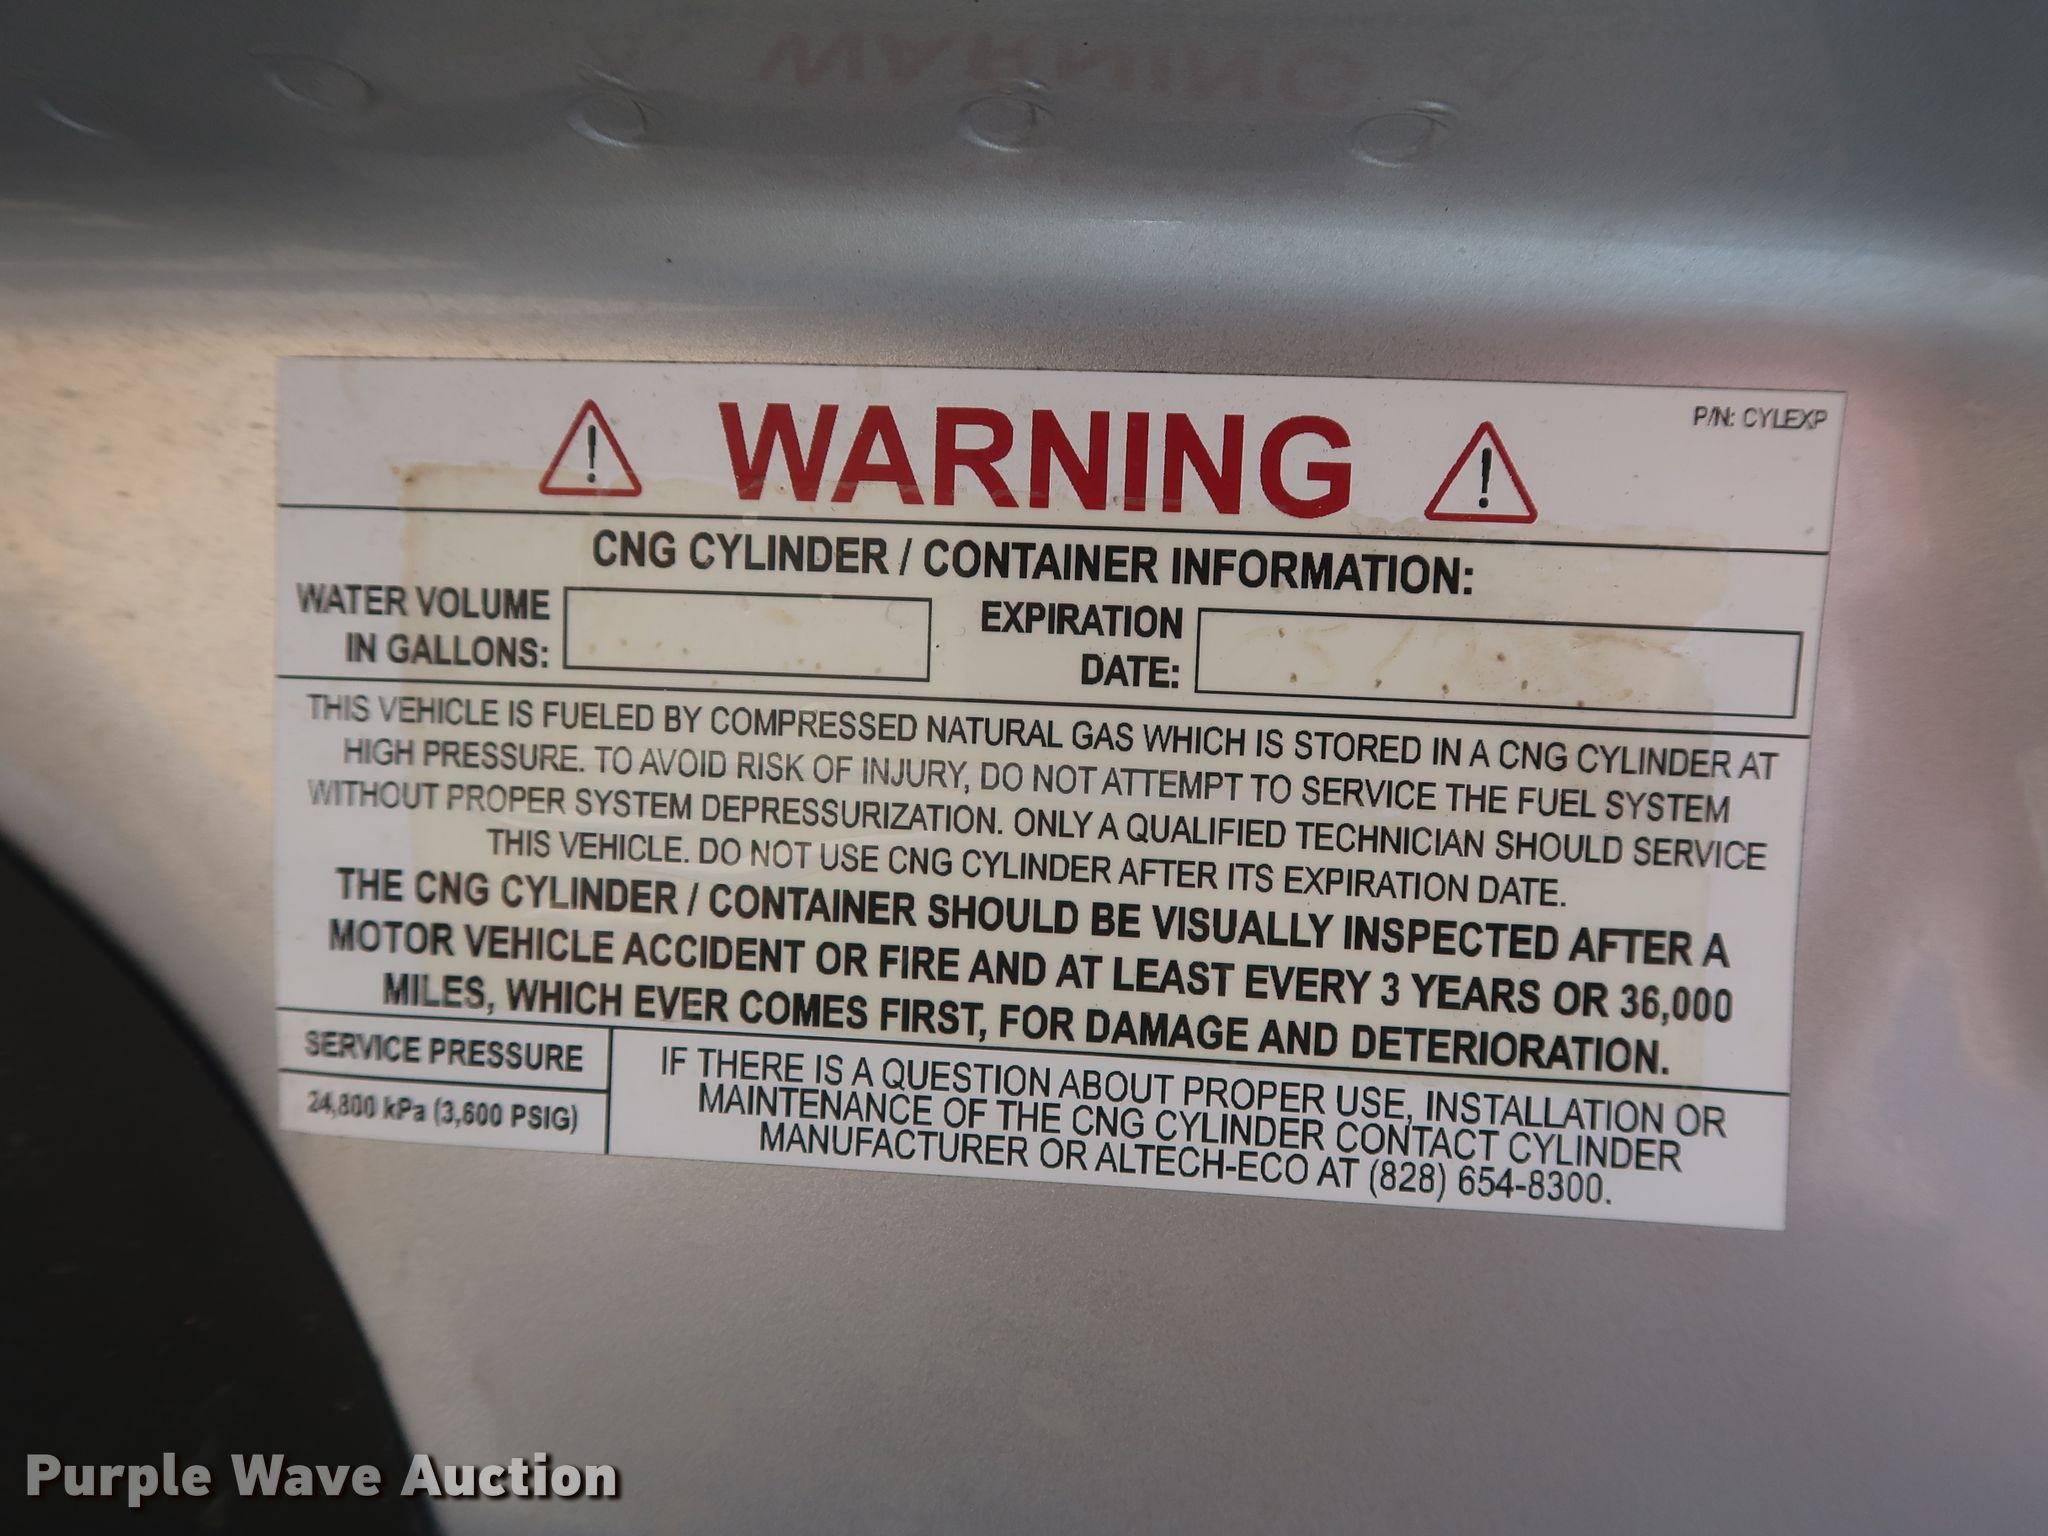 WARNING
P/N: CYLEXP
CNG CYLINDER / CONTAINER INFORMATION:
WATER VOLUME
IN GALLONS:
EXPIRATION
DATE:
THIS VEHICLE IS FUELED BY COMPRESSED NATURAL GAS WHICH IS STORED IN A CNG CYLINDER AT
HIGH PRESSURE. TO AVOID RISK OF INJURY, DO NOT ATTEMPT TO SERVICE THE FUEL SYSTEM
WITHOUT PROPER SYSTEM DEPRESSURIZATION. ONLY A QUALIFIED TECHNICIAN SHOULD SERVICE
THIS VEHICLE. DO NOT USE CNG CYLINDER AFTER ITS EXPIRATION DATE.
THE CNG CYLINDER / CONTAINER SHOULD BE VISUALLY INSPECTED AFTER A
MOTOR VEHICLE ACCIDENT OR FIRE AND AT LEAST EVERY 3 YEARS OR 36,000
MILES, WHICH EVER COMES FIRST, FOR DAMAGE AND DETERIORATION.
SERVICE PRESSURE
24,800 kPa (3,600 PSIG)
IF THERE IS A QUESTION ABOUT PROPER USE, INSTALLATION OR
MAINTENANCE OF THE CNG CYLINDER CONTACT CYLINDER
MANUFACTURER OR ALTECH-ECO AT (828) 654-8300.
Purple Wave Auction